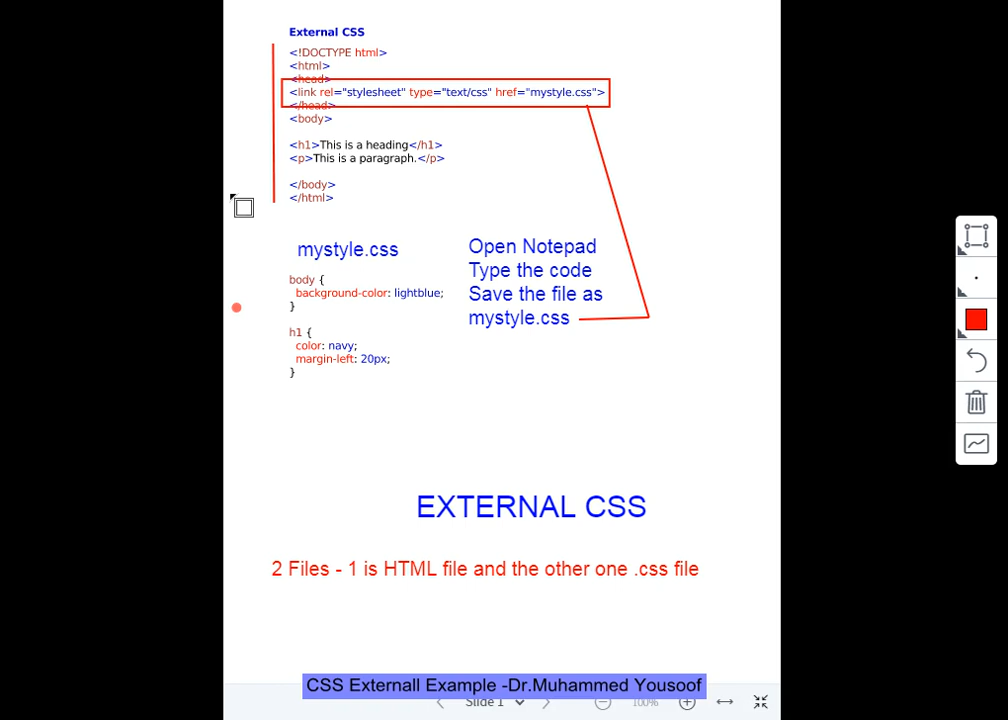 External CSS
<!DOCTYPE html>
<html>
<head>
<link rel="stylesheet" type="text/css" href="mystyle.css">
</head>
<body>
<h1>This is a heading</h1>
<p>This is a paragraph.</p>
</body>
</html>
mystyle.css
body {
background-color: lightblue;
}
h1 {
color: navy;
margin-left: 20px;
}
Open Notepad
Type the code
Save the file as
mystyle.css
EXTERNAL CSS
2 Files - 1 is HTML file and the other one .css file
CSS Externall Example -Dr.Muhammed Yousoof
Slide 1
100%